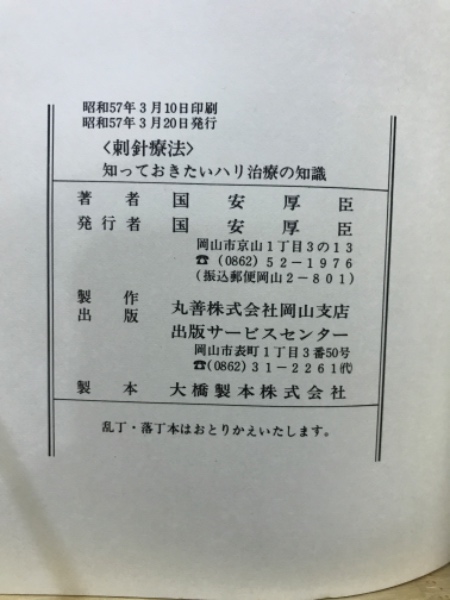 昭和57年3月10日印刷
昭和57年3月20日発行
〈刺針療法〉
知っておきたいハリ治療の知識
著者 国安厚臣
発行者 国安厚臣
岡山市京山1丁目3の13
☎(0862)52-1976
(振込郵便岡山2-801)
製作
出版 丸善株式会社岡山支店
出版サービスセンター
岡山市表町1丁目3番50号
☎(0862)31-2261代)
製本 大橋製本株式会社
乱丁・落丁本はおとりかえいたします。